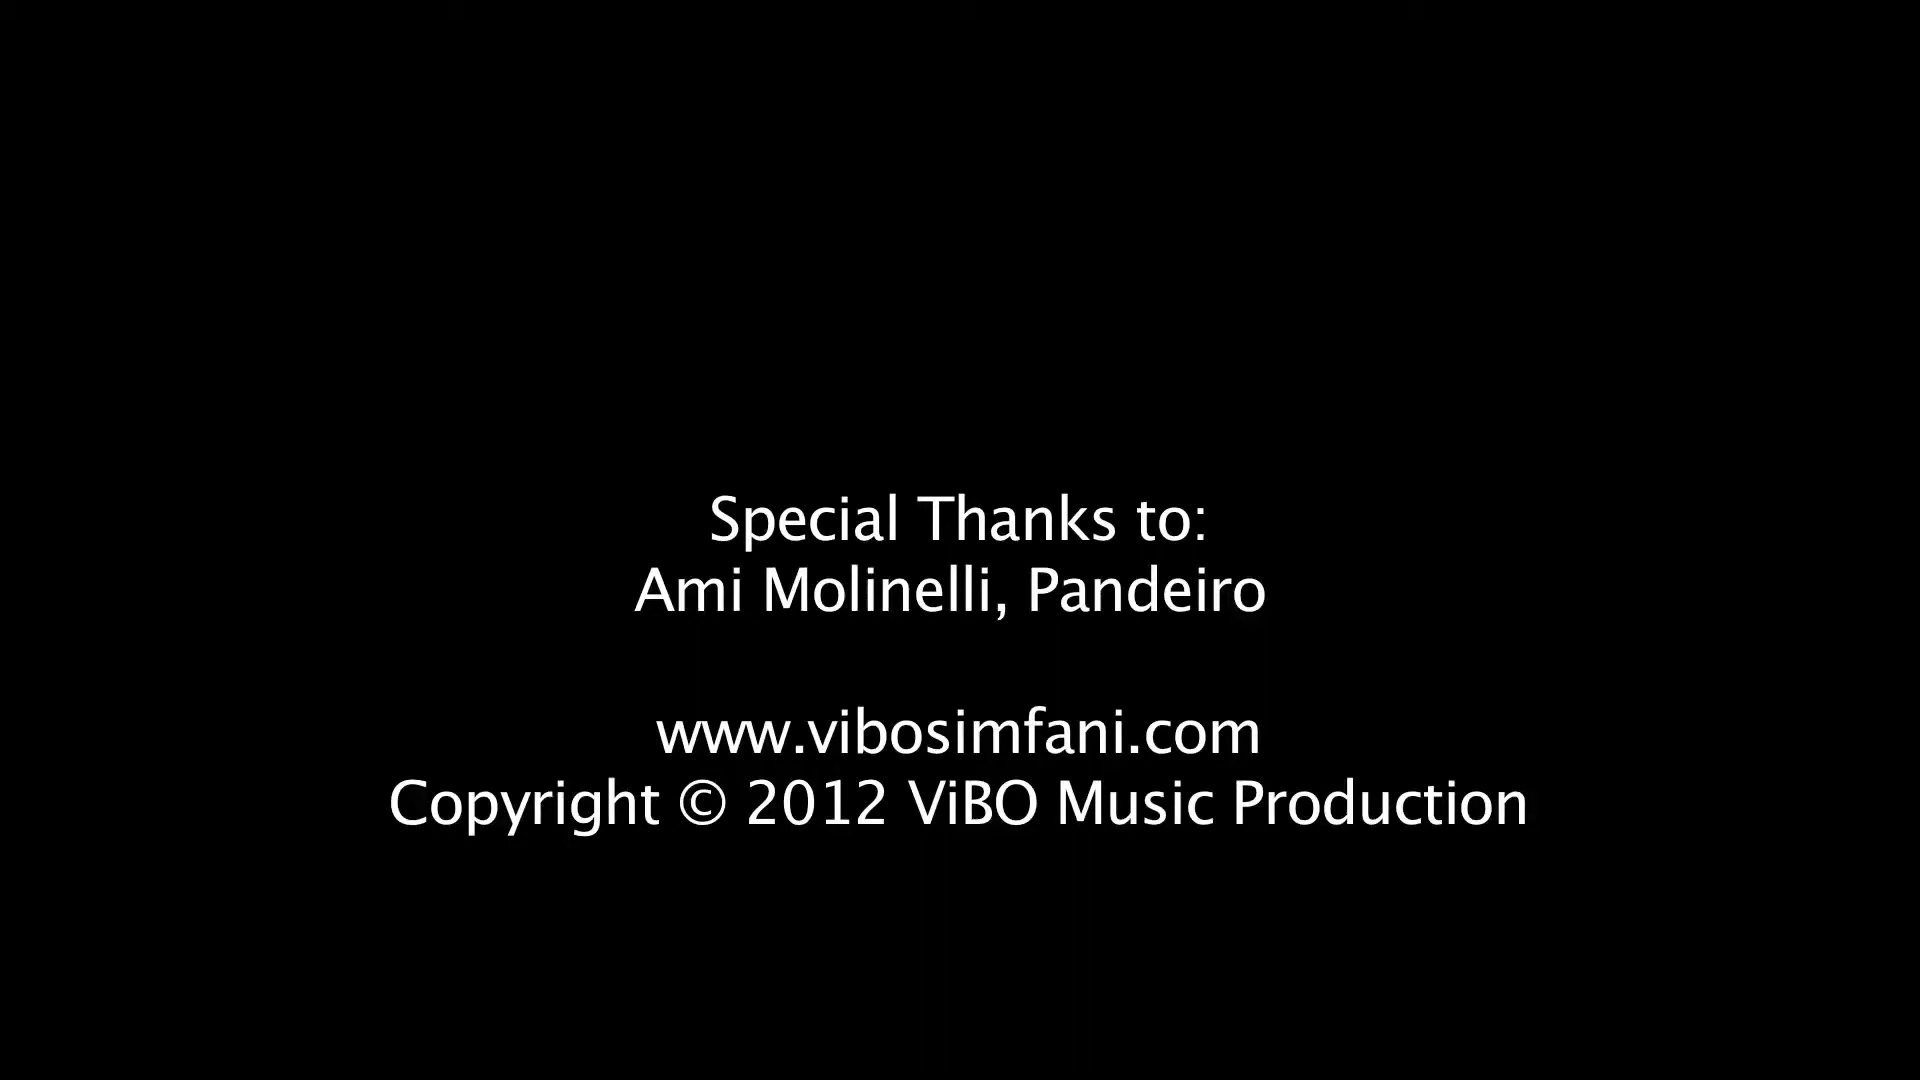 Special Thanks to:
Ami Molinelli, Pandeiro
www.vibosimfani.com
Copyright © 2012 ViBO Music Production